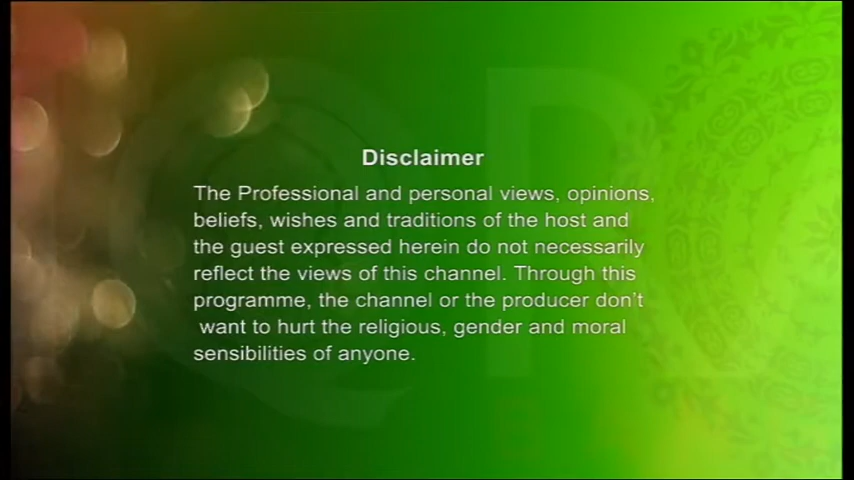 Disclaimer
The Professional and personal views, opinions,
beliefs, wishes and traditions of the host and
the guest expressed herein do not necessarily
reflect the views of this channel. Through this
programme, the channel or the producer don't
want to hurt the religious, gender and moral
sensibilities of anyone.